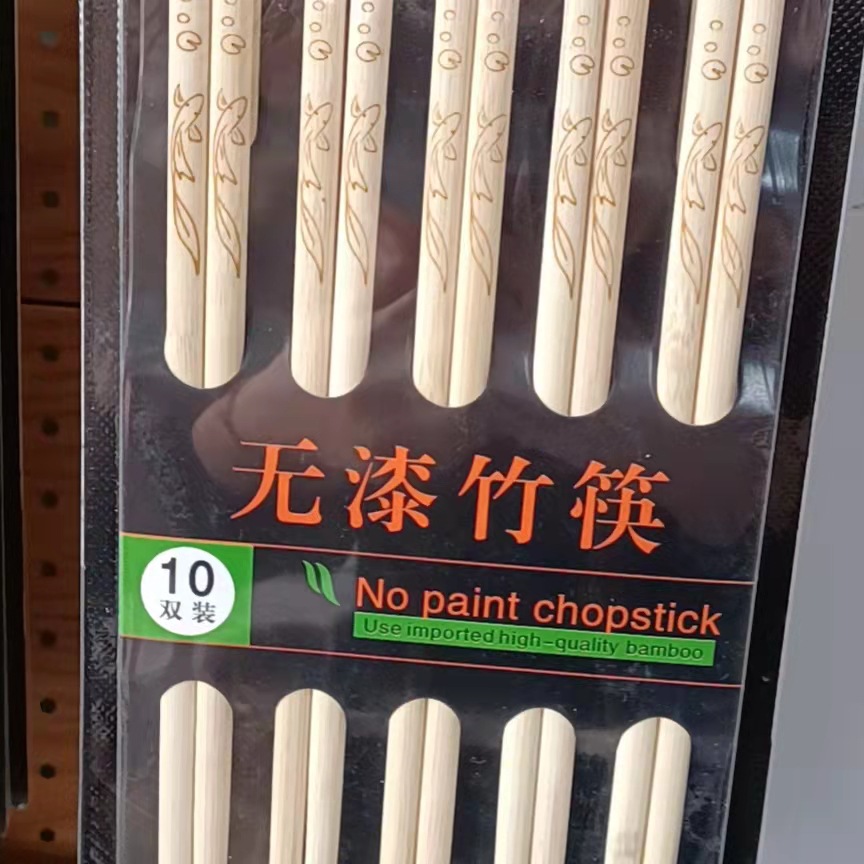 无漆竹筷
10
双装
No paint chopstick
Use imported high-quality bamboo